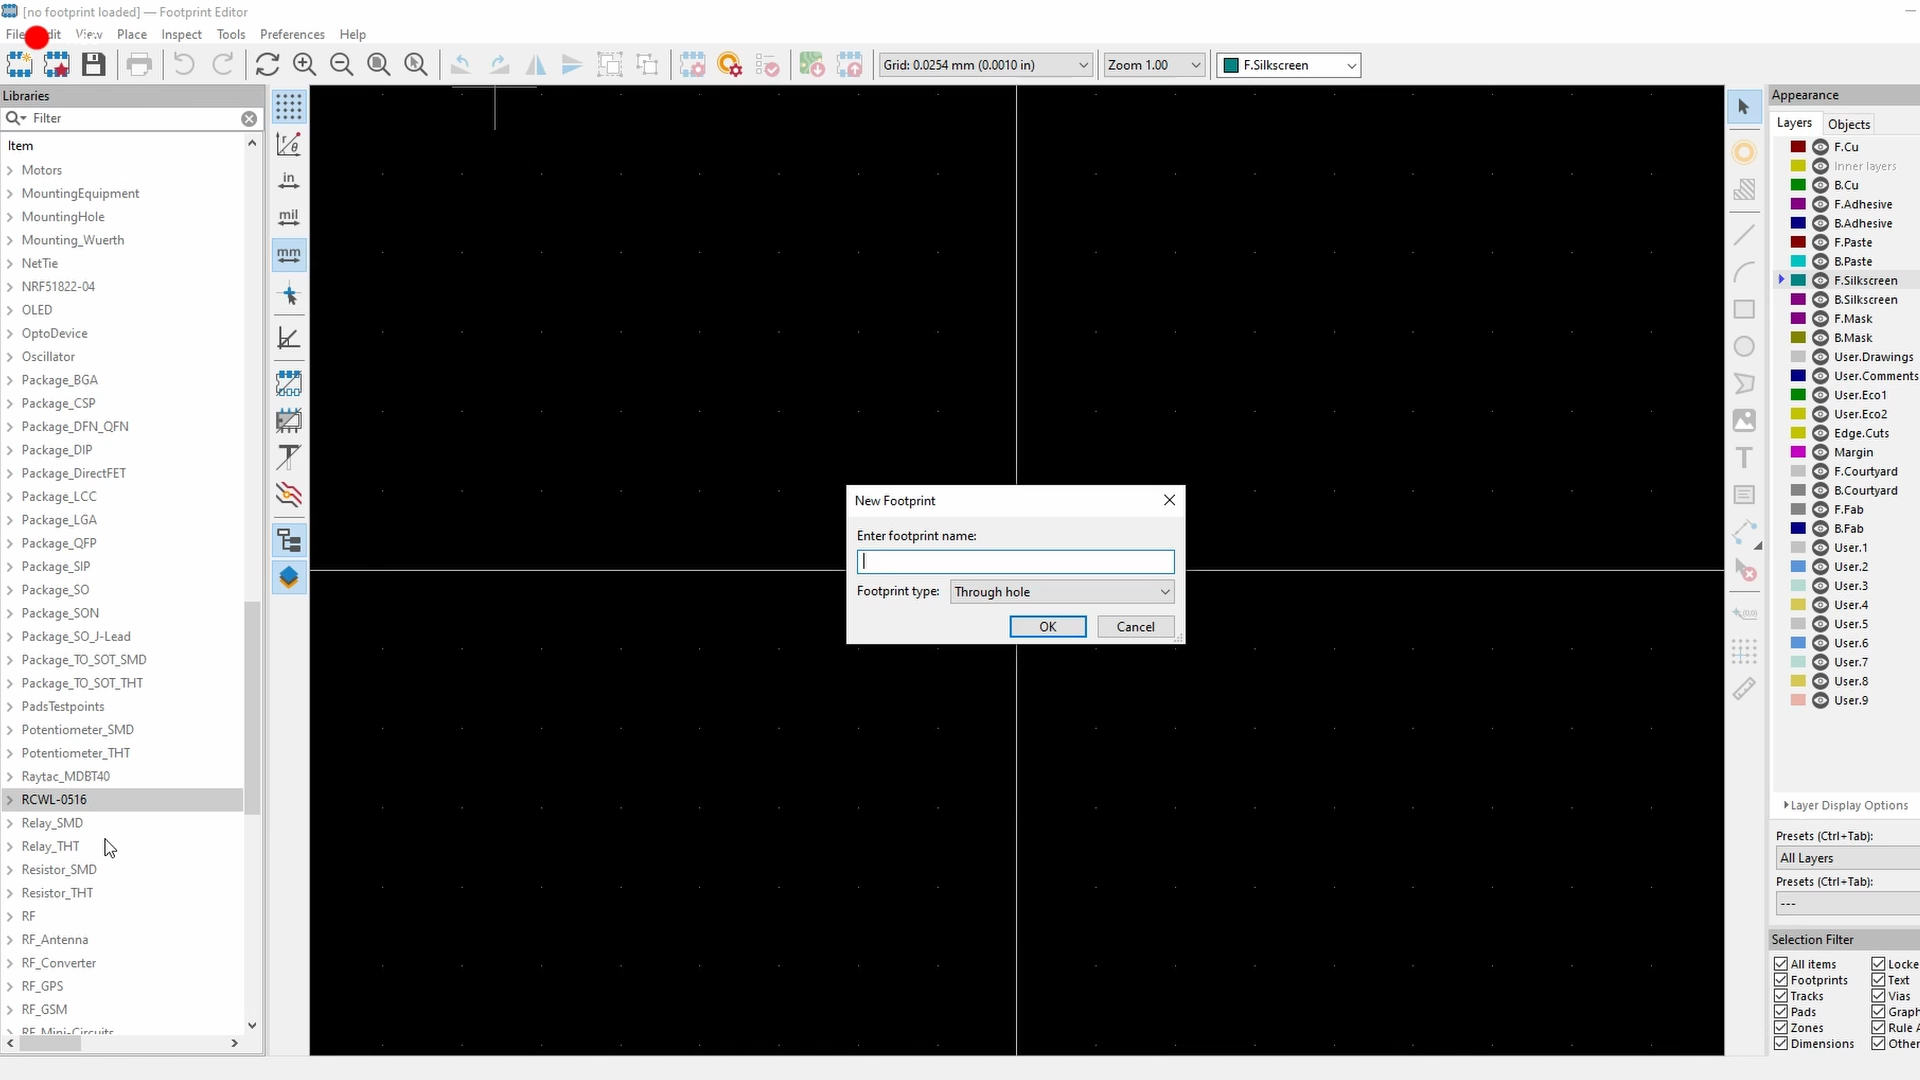 [no footprint loaded] — Footprint Editor
File Edit View Place Inspect Tools Preferences Help
Grid: 0.0254 mm (0.0010 in)
Zoom 1.00
F.Silkscreen
Libraries
Filter
Item
Motors
MountingEquipment
MountingHole
Mounting_Wuerth
NetTie
NRF51822-04
OLED
OptoDevice
Oscillator
Package_BGA
Package_CSP
Package_DFN_QFN
Package_DIP
Package_DirectFET
Package_LCC
Package_LGA
Package_QFP
Package_SIP
Package_SO
Package_SON
Package_SO_J-Lead
Package_TO_SOT_SMD
Package_TO_SOT_THT
PadsTestpoints
Potentiometer_SMD
Potentiometer_THT
Raytac_MDBT40
RCWL-0516
Relay_SMD
Relay_THT
Resistor_SMD
Resistor_THT
RF
RF_Antenna
RF_Converter
RF_GPS
RF_GSM
RF_Mini-Circuits
in
mil
mm
New Footprint
Enter footprint name:
Footprint type: Through hole
OK Cancel
Appearance
Layers Objects
F.Cu
Inner layers
B.Cu
F.Adhesive
B.Adhesive
F.Paste
B.Paste
F.Silkscreen
B.Silkscreen
F.Mask
B.Mask
User.Drawings
User.Comments
User.Eco1
User.Eco2
Edge.Cuts
Margin
F.Courtyard
B.Courtyard
F.Fab
B.Fab
User.1
User.2
User.3
User.4
User.5
User.6
User.7
User.8
User.9
Layer Display Options
Presets (Ctrl+Tab):
All Layers
Presets (Ctrl+Tab):
---
Selection Filter
All items Locke
Footprints Text
Tracks Vias
Pads Graph
Zones Rule A
Dimensions Other